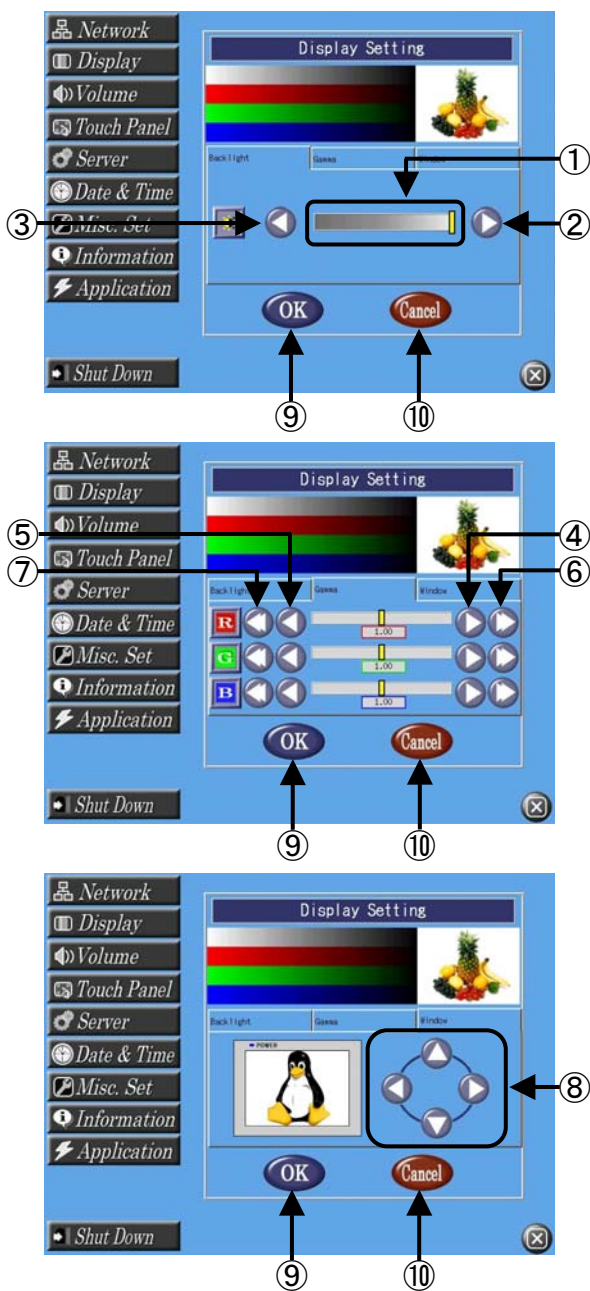 Network
Display
Volume
Touch Panel
Server
Date & Time
Misc. Set
Information
Application
Shut Down
Display Setting
Backlight
Gamma
Window
①
③
②
OK
Cancel
⑨
⑩
Network
Display
Volume
Touch Panel
Server
Date & Time
Misc. Set
Information
Application
Shut Down
Display Setting
⑤
④
⑦
⑥
Backlight
Gamma
Window
R
1.00
G
1.00
B
1.00
OK
Cancel
⑨
⑩
Network
Display
Volume
Touch Panel
Server
Date & Time
Misc. Set
Information
Application
Shut Down
Display Setting
Backlight
Gamma
Window
POWER
⑧
OK
Cancel
⑨
⑩